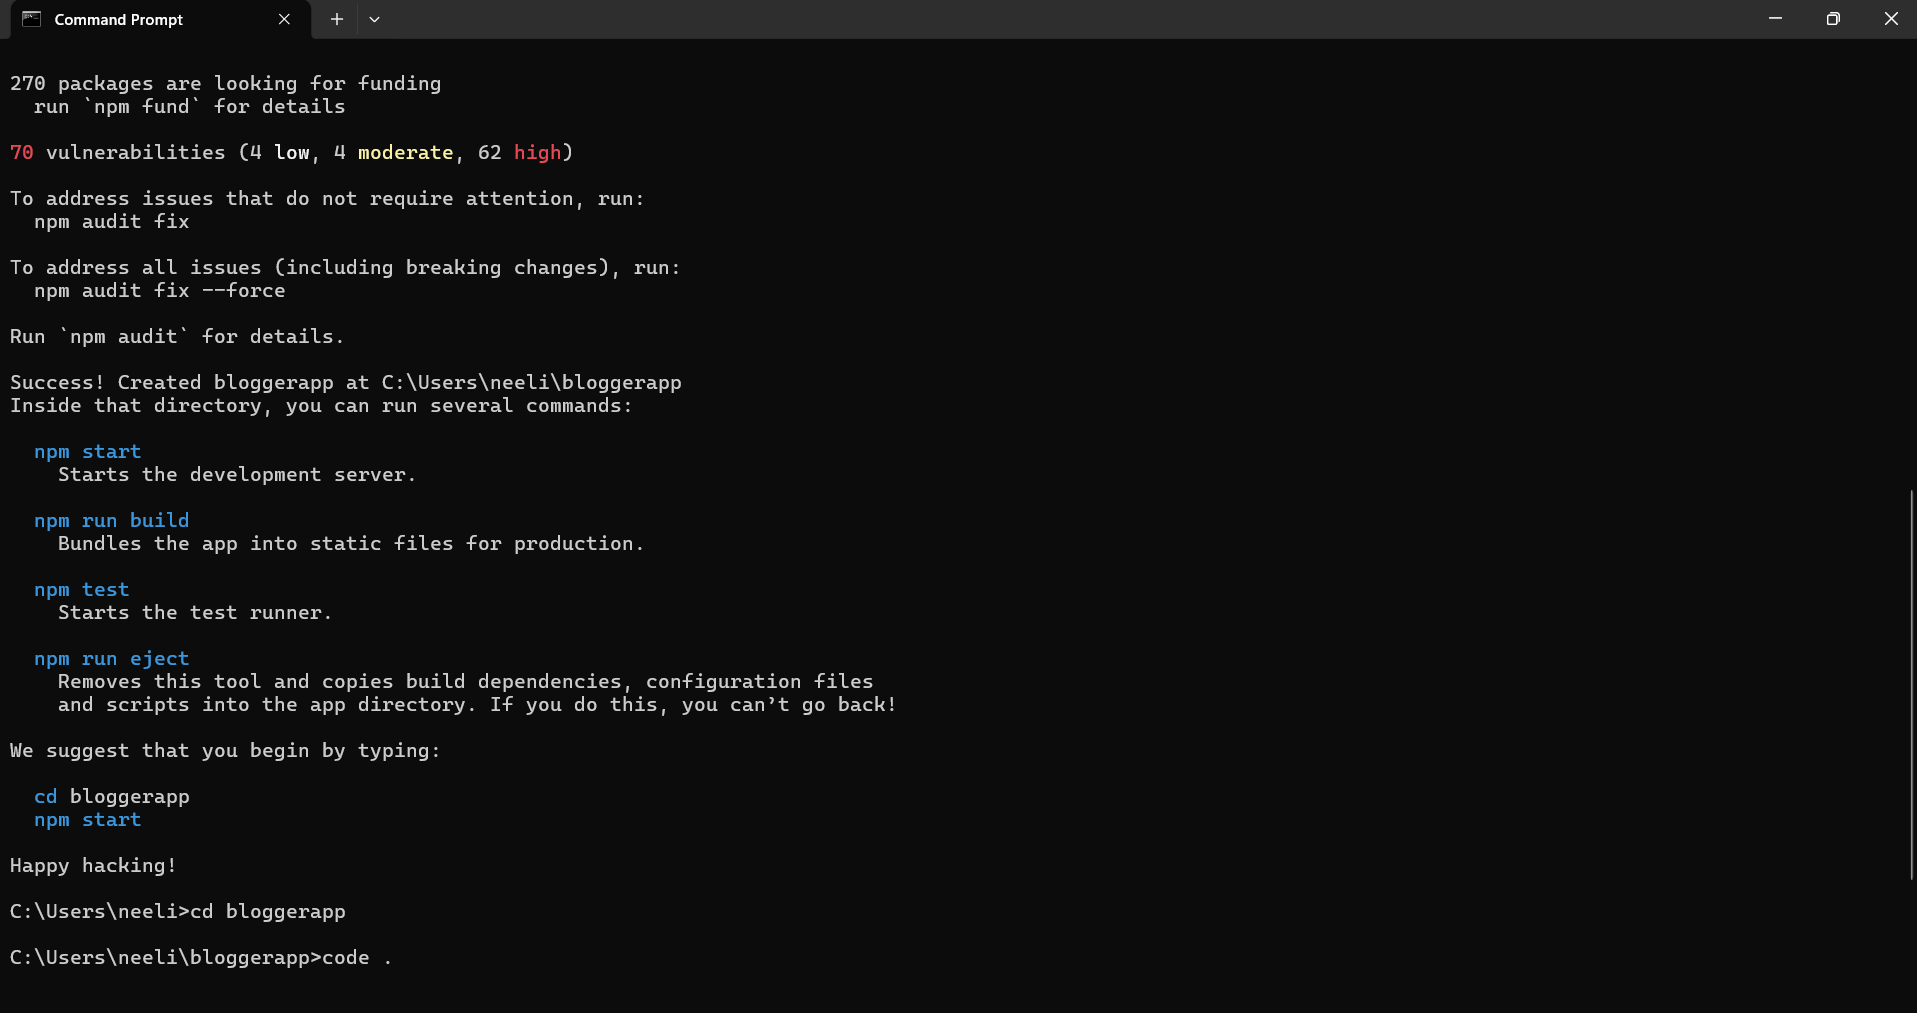 Command Prompt
270 packages are looking for funding
  run `npm fund` for details
70 vulnerabilities (4 low, 4 moderate, 62 high)
To address issues that do not require attention, run:
  npm audit fix
To address all issues (including breaking changes), run:
  npm audit fix --force
Run `npm audit` for details.
Success! Created bloggerapp at C:\Users\neeli\bloggerapp
Inside that directory, you can run several commands:
  npm start
    Starts the development server.
  npm run build
    Bundles the app into static files for production.
  npm test
    Starts the test runner.
  npm run eject
    Removes this tool and copies build dependencies, configuration files
    and scripts into the app directory. If you do this, you can’t go back!
We suggest that you begin by typing:
  cd bloggerapp
  npm start
Happy hacking!
C:\Users\neeli>cd bloggerapp
C:\Users\neeli\bloggerapp>code .